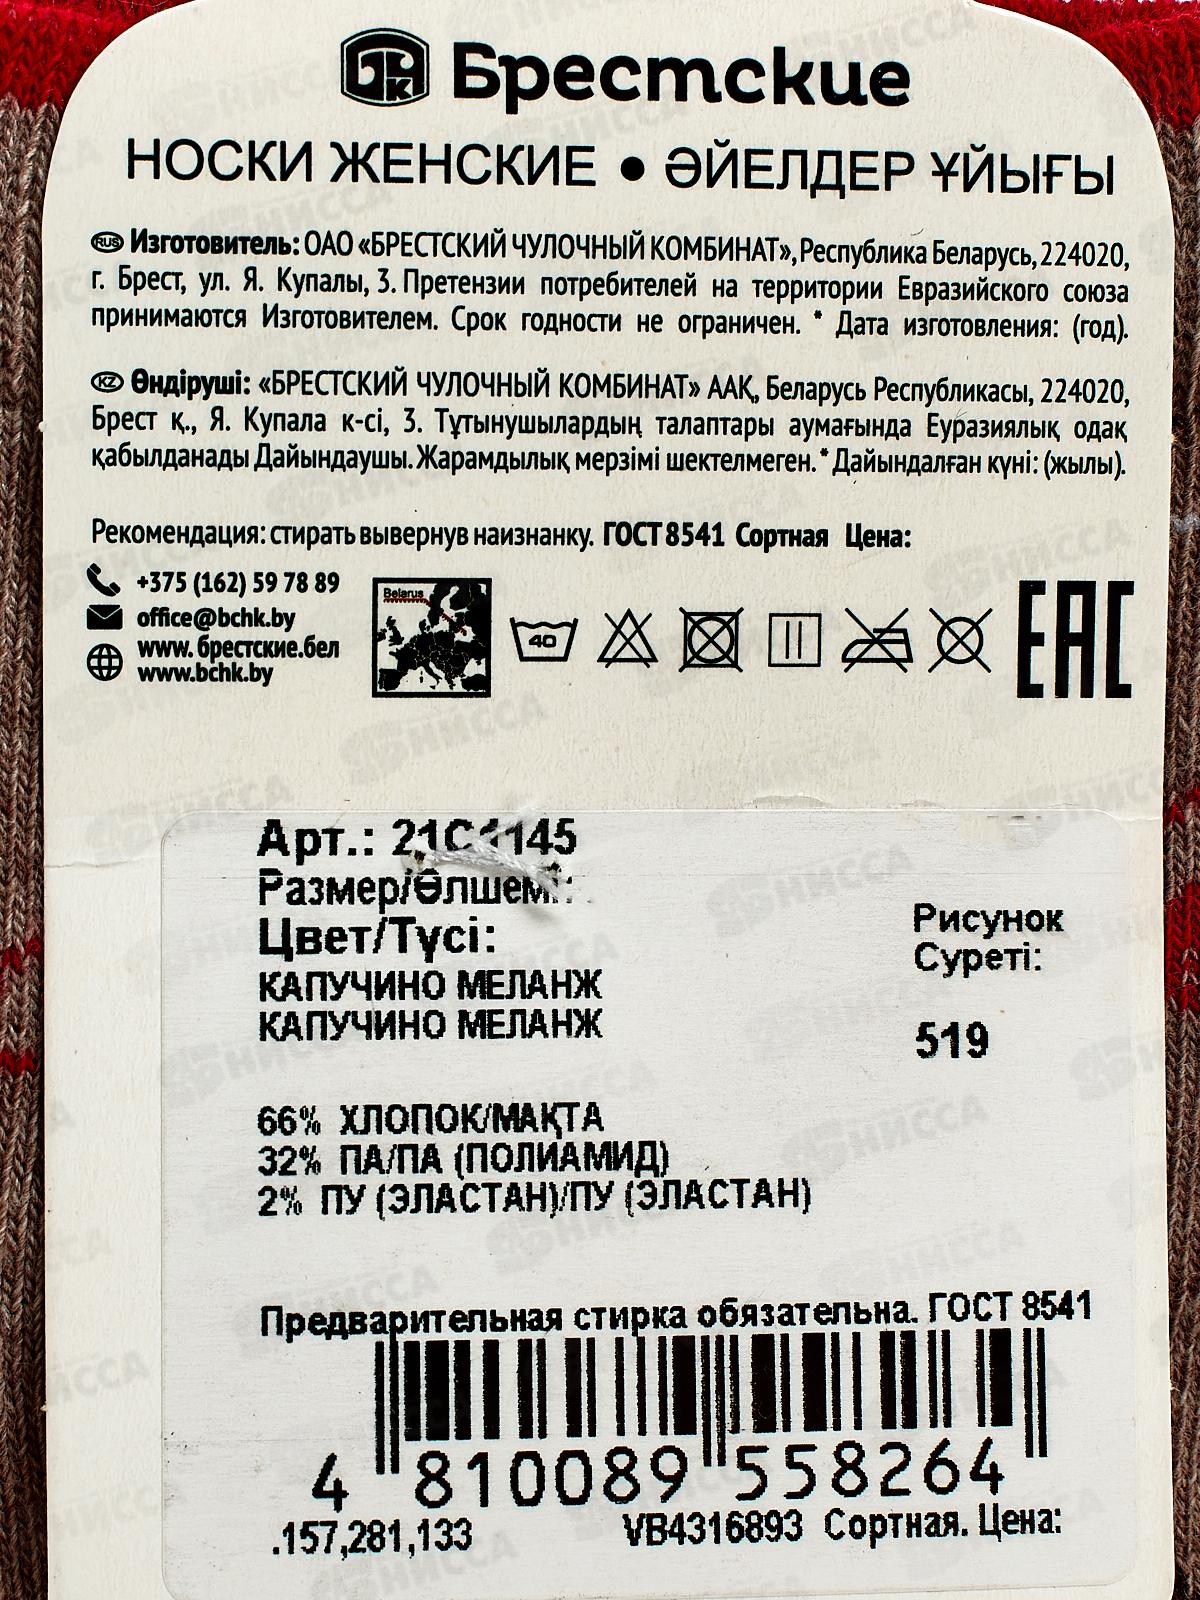 Брестские
НОСКИ ЖЕНСКИЕ • ӘЙЕЛДЕР ҰЙЫҒЫ
RUS Изготовитель: ОАО «БРЕСТСКИЙ ЧУЛОЧНЫЙ КОМБИНАТ», Республика Беларусь, 224020,
г. Брест, ул. Я. Купалы, 3. Претензии потребителей на территории Евразийского союза
принимаются Изготовителем. Срок годности не ограничен. * Дата изготовления: (год).
KZ Өндіруші: «БРЕСТСКИЙ ЧУЛОЧНЫЙ КОМБИНАТ» ААҚ, Беларусь Республикасы, 224020,
Брест қ., Я. Купала к-сі, 3. Тұтынушылардың талаптары аумағында Еуразиялық одақ
қабылданады Дайындаушы. Жарамдылық мерзімі шектелмеген. * Дайындалған күні: (жылы).
Рекомендация: стирать вывернув наизнанку. ГОСТ 8541 Сортная Цена:
+375 (162) 59 78 89
office@bchk.by
www. брестские.бел
www.bchk.by
Belarus
40
EAC
Арт.: 21С1145
Размер/Өлшемі:
Цвет/Түсі:
КАПУЧИНО МЕЛАНЖ
КАПУЧИНО МЕЛАНЖ
Рисунок
Суреті:
519
66% ХЛОПОК/МАҚТА
32% ПА/ПА (ПОЛИАМИД)
2% ПУ (ЭЛАСТАН)/ПУ (ЭЛАСТАН)
Предварительная стирка обязательна. ГОСТ 8541
4 810089 558264
.157,281,133
VB4316893 Сортная. Цена: